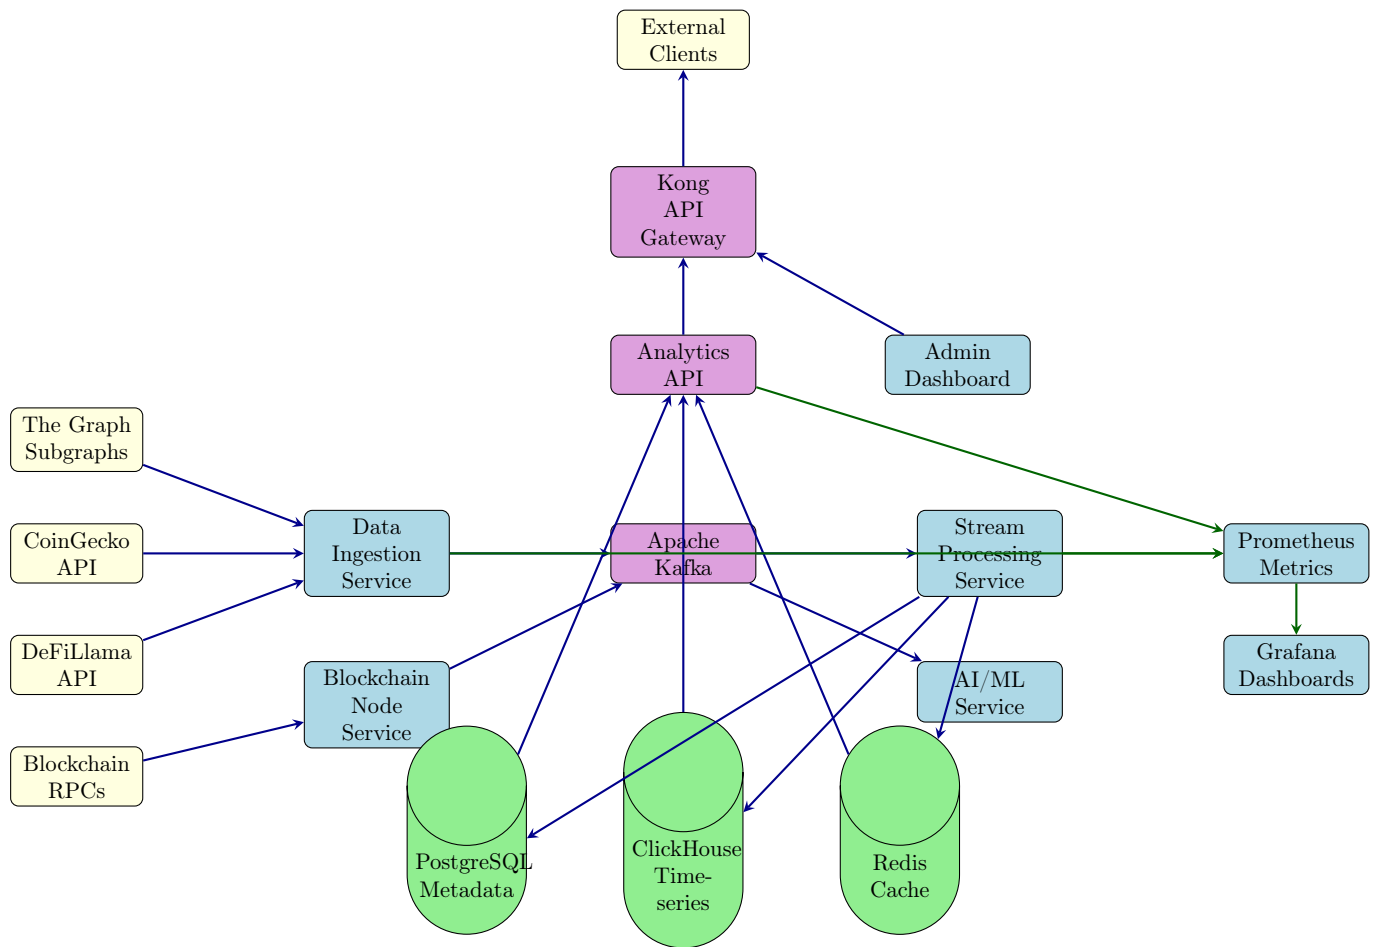 External
Clients
Kong
API
Gateway
Analytics
API
Admin
Dashboard
The Graph
Subgraphs
CoinGecko
API
DeFiLlama
API
Blockchain
RPCs
Data
Ingestion
Service
Blockchain
Node
Service
Apache
Kafka
Stream
Processing
Service
AI/ML
Service
Prometheus
Metrics
Grafana
Dashboards
PostgreSQL
Metadata
ClickHouse
Time-
series
Redis
Cache